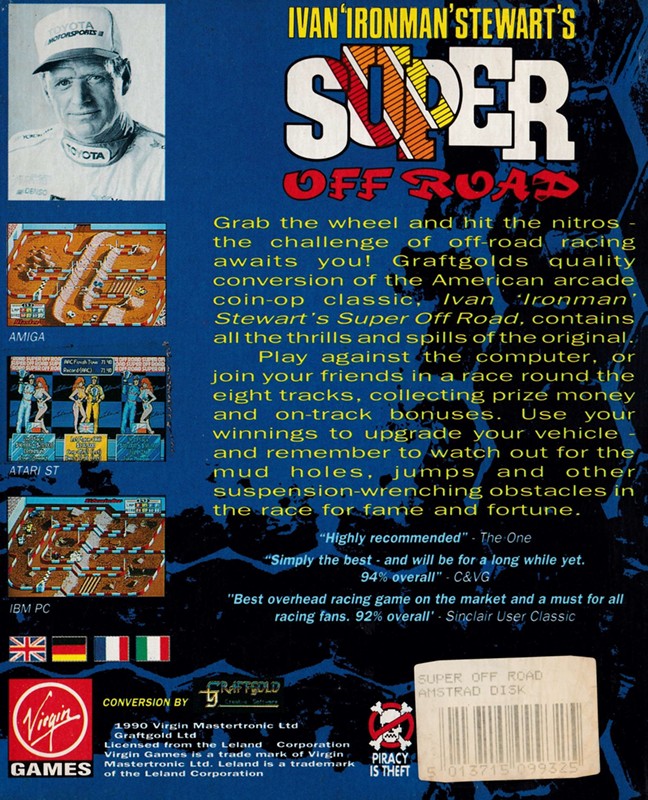 IVAN 'IRONMAN' STEWART'S
SUPER
OFF ROAD
TOYOTA
MOTORSPORTS
TOYOTA
Grab the wheel and hit the nitros -
the challenge of off-road racing
awaits you! Graftgolds quality
conversion of the American arcade
coin-op classic, Ivan 'Ironman'
Stewart's Super Off Road, contains
all the thrills and spills of the original.
Play against the computer, or
join your friends in a race round the
eight tracks, collecting prize money
and on-track bonuses. Use your
winnings to upgrade your vehicle -
and remember to watch out for the
mud holes, jumps and other
suspension-wrenching obstacles in
the race for fame and fortune.
AMIGA
ATARI ST
IBM PC
"Highly recommended" - The One
"Simply the best - and will be for a long while yet.
94% overall" - C&VG
"Best overhead racing game on the market and a must for all
racing fans. 92% overall' - Sinclair User Classic
Virgin
GAMES
CONVERSION BY
GRAFTGOLD
Creative Software
1990 Virgin Mastertronic Ltd
Graftgold Ltd
Licensed from the Leland Corporation
Virgin Games is a trade mark of Virgin
Mastertronic Ltd. Leland is a trademark
of the Leland Corporation
PIRACY
IS THEFT
SUPER OFF ROAD
AMSTRAD DISK
5 013715 099325